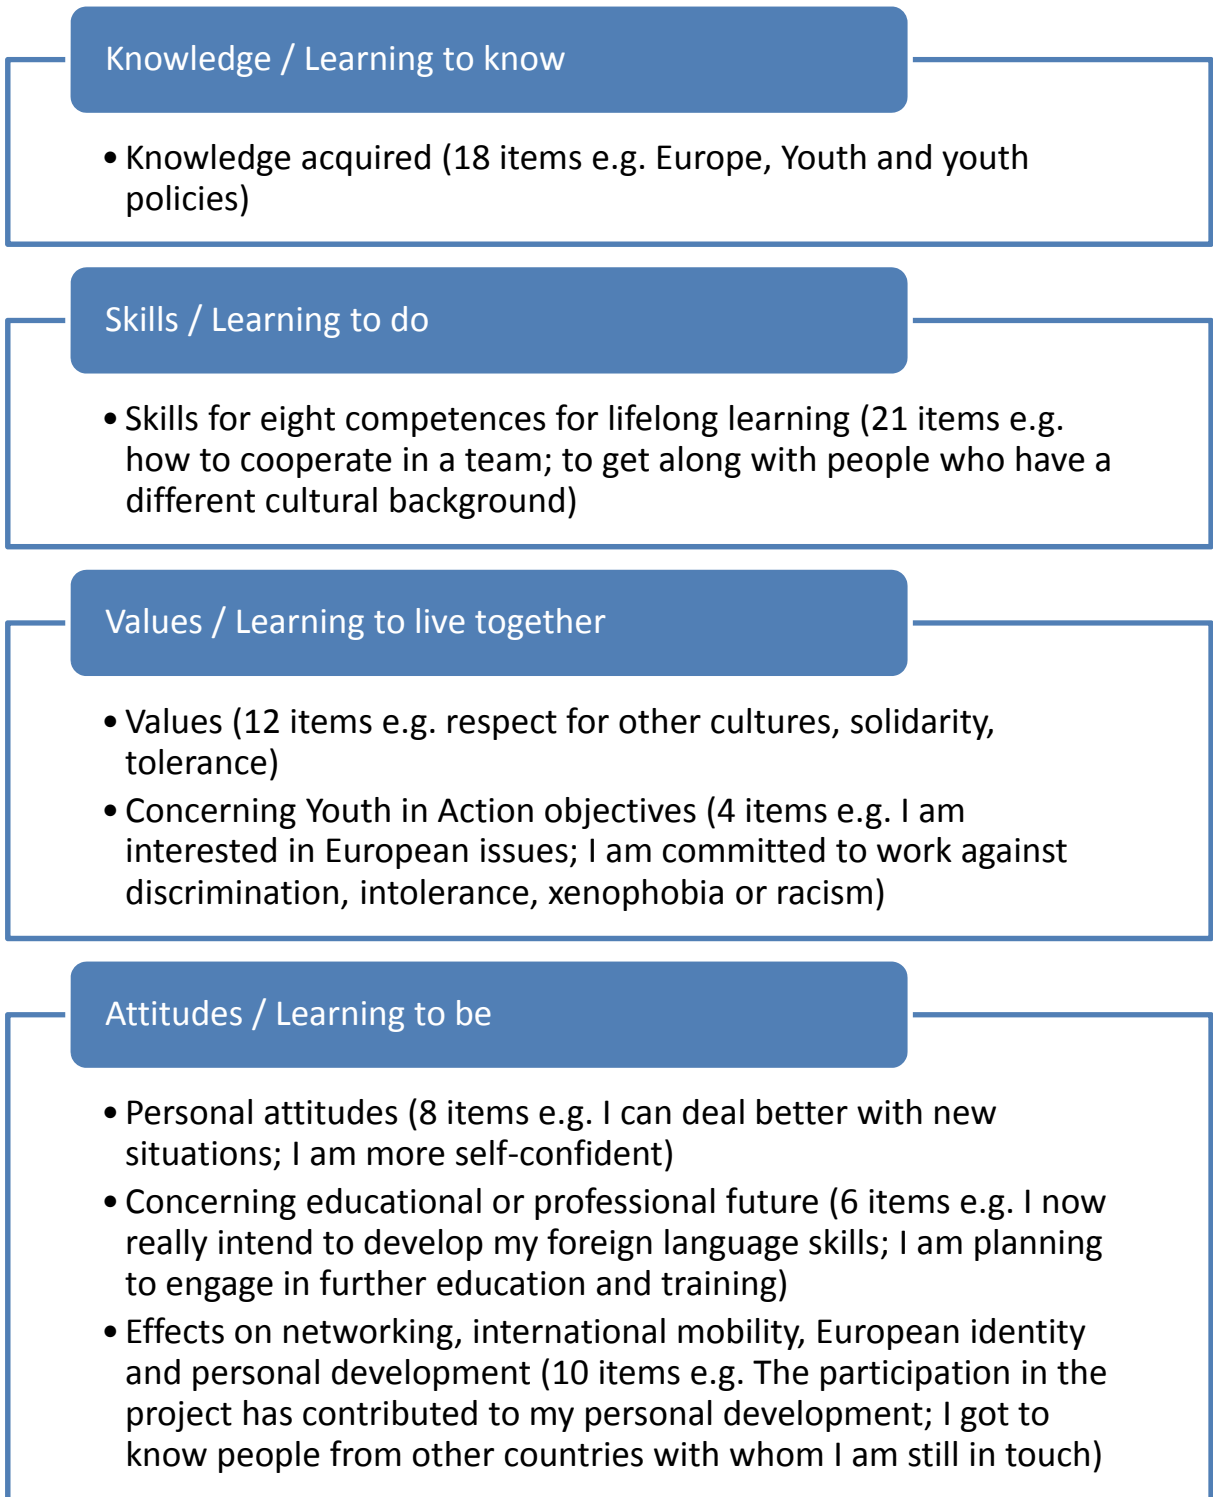 Knowledge / Learning to know
• Knowledge acquired (18 items e.g. Europe, Youth and youth
policies)
Skills / Learning to do
• Skills for eight competences for lifelong learning (21 items e.g.
how to cooperate in a team; to get along with people who have a
different cultural background)
Values / Learning to live together
• Values (12 items e.g. respect for other cultures, solidarity,
tolerance)
• Concerning Youth in Action objectives (4 items e.g. I am
interested in European issues; I am committed to work against
discrimination, intolerance, xenophobia or racism)
Attitudes / Learning to be
• Personal attitudes (8 items e.g. I can deal better with new
situations; I am more self-confident)
• Concerning educational or professional future (6 items e.g. I now
really intend to develop my foreign language skills; I am planning
to engage in further education and training)
• Effects on networking, international mobility, European identity
and personal development (10 items e.g. The participation in the
project has contributed to my personal development; I got to
know people from other countries with whom I am still in touch)